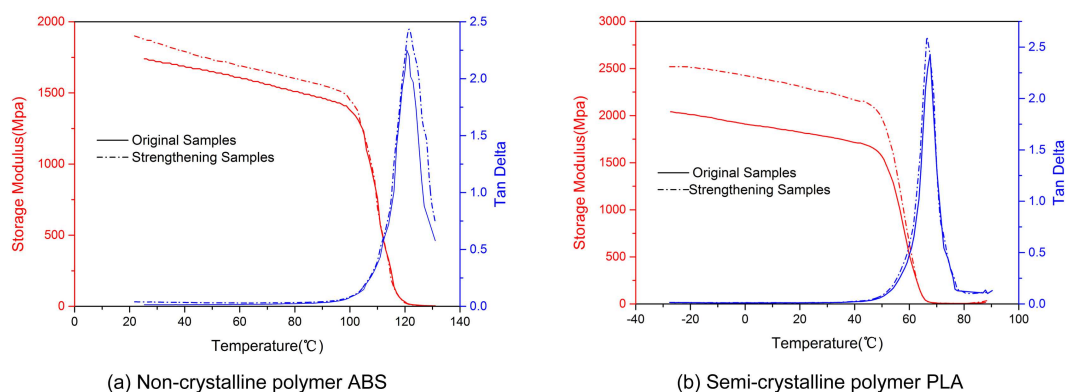 2000
1500
1000
500
0
Storage Modulus(Mpa)
0 20 40 60 80 100 120 140
Temperature(℃)
2.5
2.0
1.5
1.0
0.5
0.0
Tan Delta
Original Samples
Strengthening Samples
(a) Non-crystalline polymer ABS
3000
2500
2000
1500
1000
500
0
Storage Modulus(Mpa)
-40 -20 0 20 40 60 80 100
Temperature(℃)
2.5
2.0
1.5
1.0
0.5
0.0
Tan Delta
Original Samples
Strengthening Samples
(b) Semi-crystalline polymer PLA